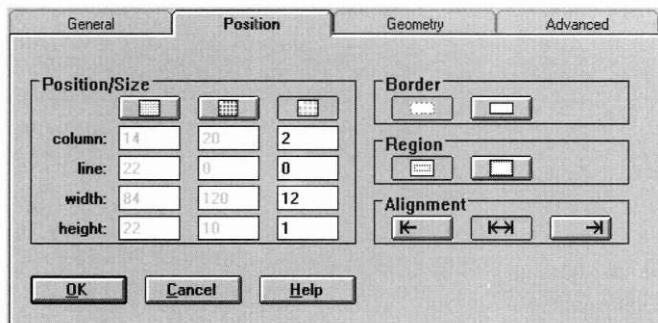 General Position Geometry Advanced
Position/Size Border
column: 14 20 2
line: 22 0 0
Region
width: 84 120 12
height: 22 10 1
Alignment
OK Cancel Help